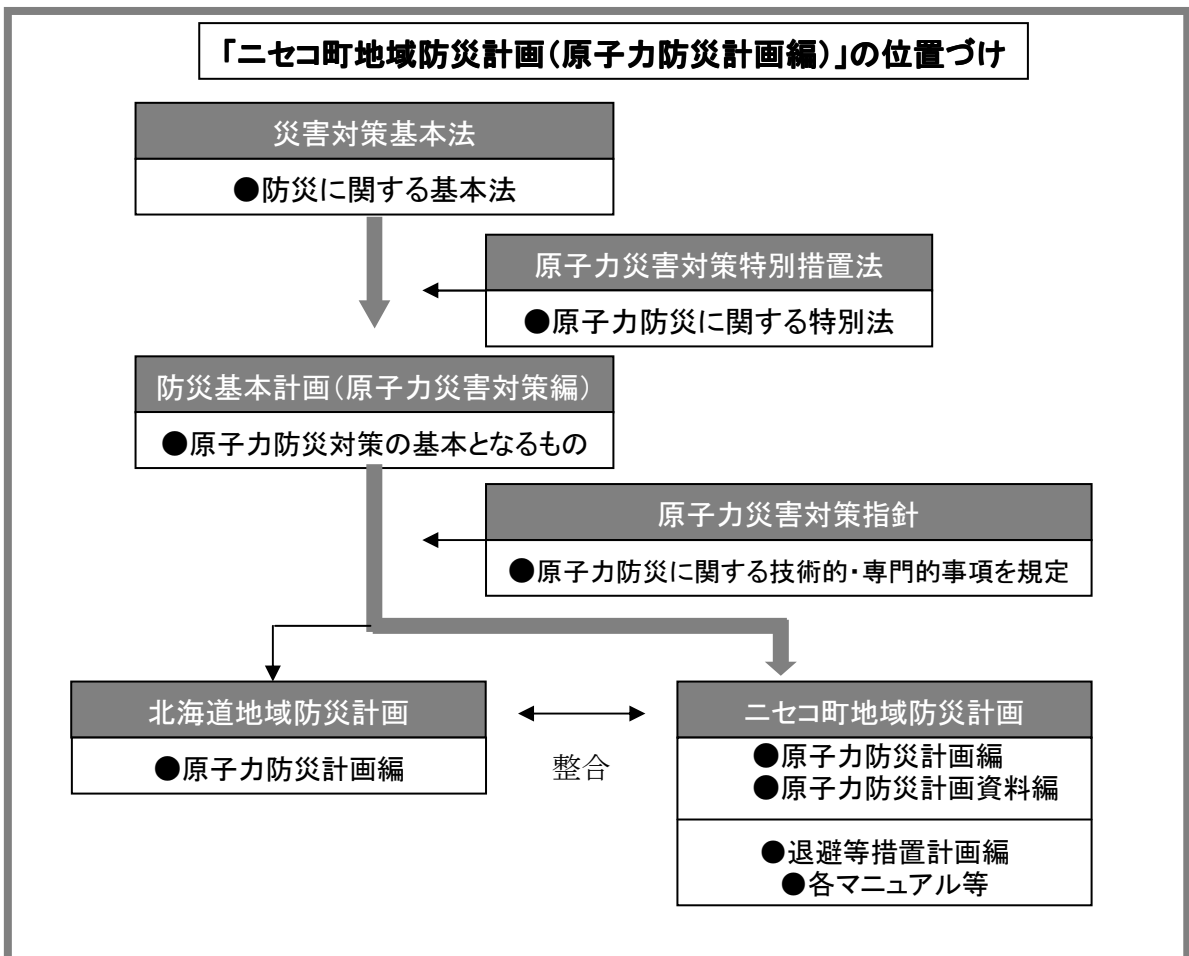 「ニセコ町地域防災計画(原子力防災計画編)」の位置づけ
災害対策基本法
●防災に関する基本法
原子力災害対策特別措置法
●原子力防災に関する特別法
防災基本計画(原子力災害対策編)
●原子力防災対策の基本となるもの
原子力災害対策指針
●原子力防災に関する技術的・専門的事項を規定
北海道地域防災計画
●原子力防災計画編
整合
ニセコ町地域防災計画
●原子力防災計画編
●原子力防災計画資料編
●退避等措置計画編
●各マニュアル等